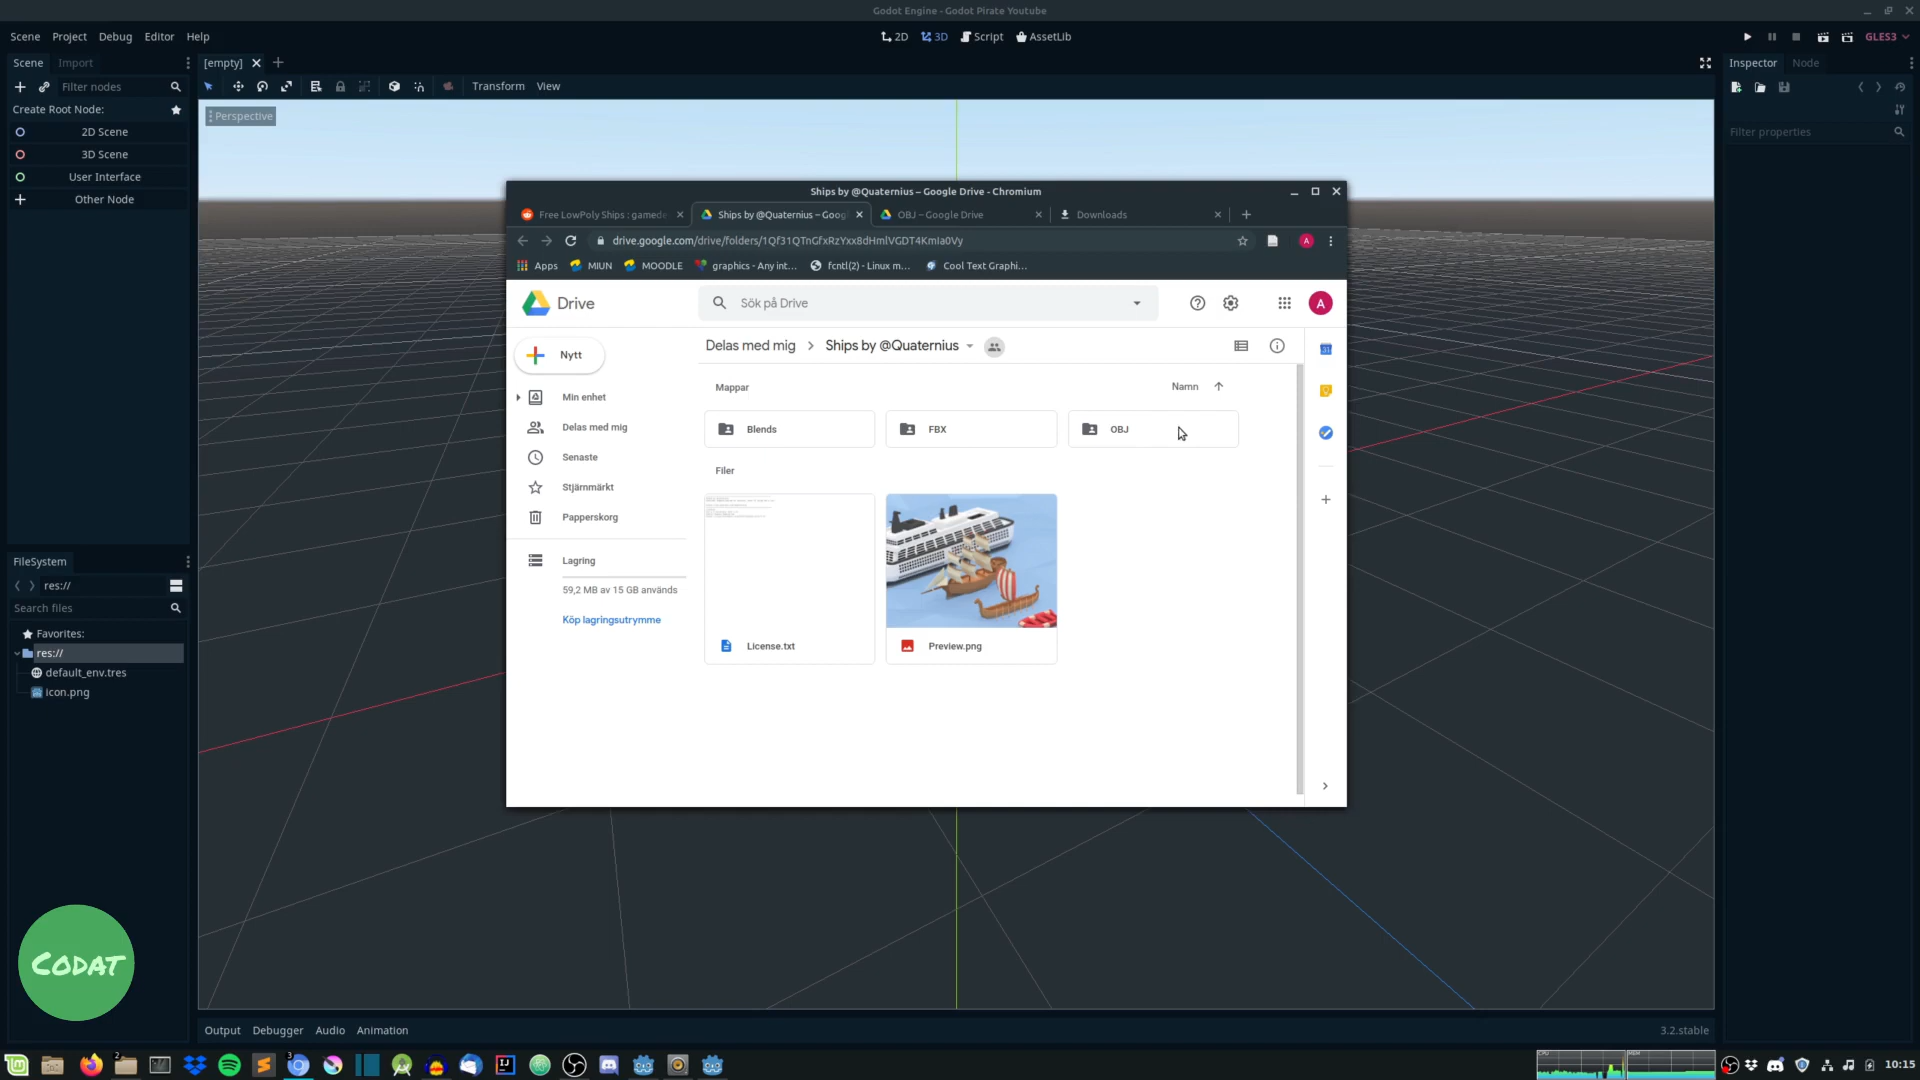 Godot Engine - Godot Pirate Youtube
Scene Project Debug Editor Help
2D 3D Script AssetLib
GLES3
Scene Import
[empty]
Inspector Node
Filter nodes
Transform View
Create Root Node:
2D Scene
3D Scene
User Interface
Other Node
Perspective
Filter properties
Ships by @Quaternius – Google Drive - Chromium
Free LowPoly Ships : gamede
Ships by @Quaternius – Goog
OBJ – Google Drive
Downloads
drive.google.com/drive/folders/1Qf31QTnGfxRzYxx8dHmlVGDT4KmIa0Vy
Apps MIUN MOODLE graphics - Any int... fcntl(2) - Linux m... Cool Text Graphi...
Drive
Sök på Drive
A
Nytt
Delas med mig > Ships by @Quaternius
Min enhet
Delas med mig
Senaste
Stjärnmärkt
Papperskorg
Lagring
59,2 MB av 15 GB används
Köp lagringsutrymme
Mappar
Namn
Blends
FBX
OBJ
Filer
License.txt
Preview.png
FileSystem
res://
Search files
Favorites:
res://
default_env.tres
icon.png
CODAT
Output Debugger Audio Animation
3.2.stable
10:15